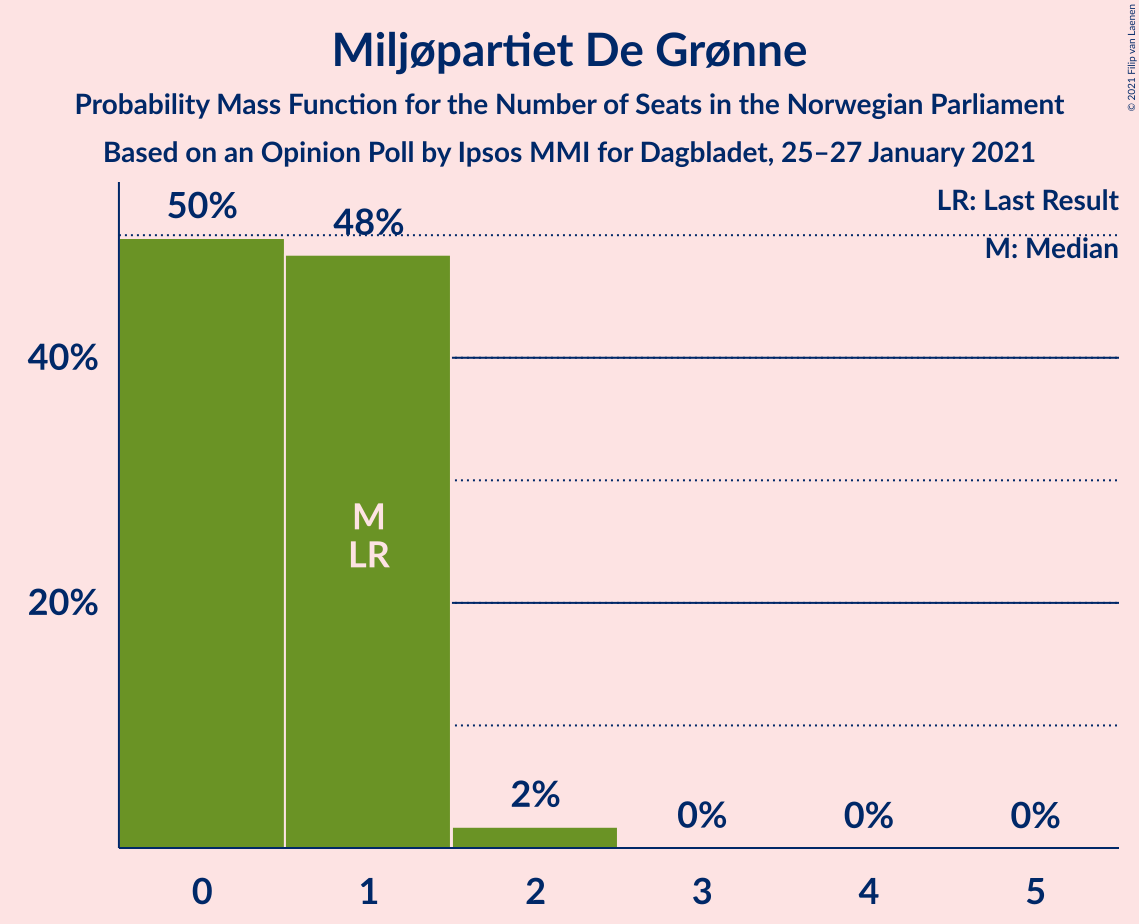 Miljøpartiet De Grønne
Probability Mass Function for the Number of Seats in the Norwegian Parliament
Based on an Opinion Poll by Ipsos MMI for Dagbladet, 25–27 January 2021
© 2021 Filip van Laenen
LR: Last Result
M: Median
50%
48%
40%
20%
M
LR
2%
0%
0%
0%
0
1
2
3
4
5